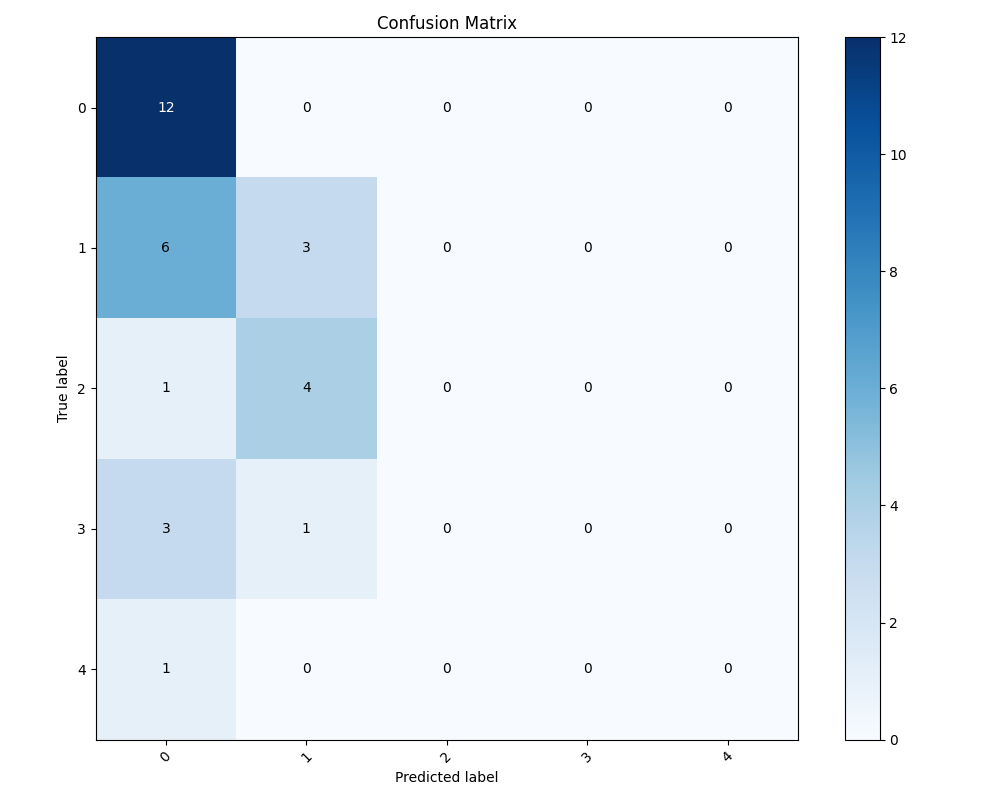 Confusion Matrix
0 12 0 0 0 0
1 6 3 0 0 0
2 1 4 0 0 0
3 3 1 0 0 0
4 1 0 0 0 0
0 1 2 3 4
True label
Predicted label
12
10
8
6
4
2
0